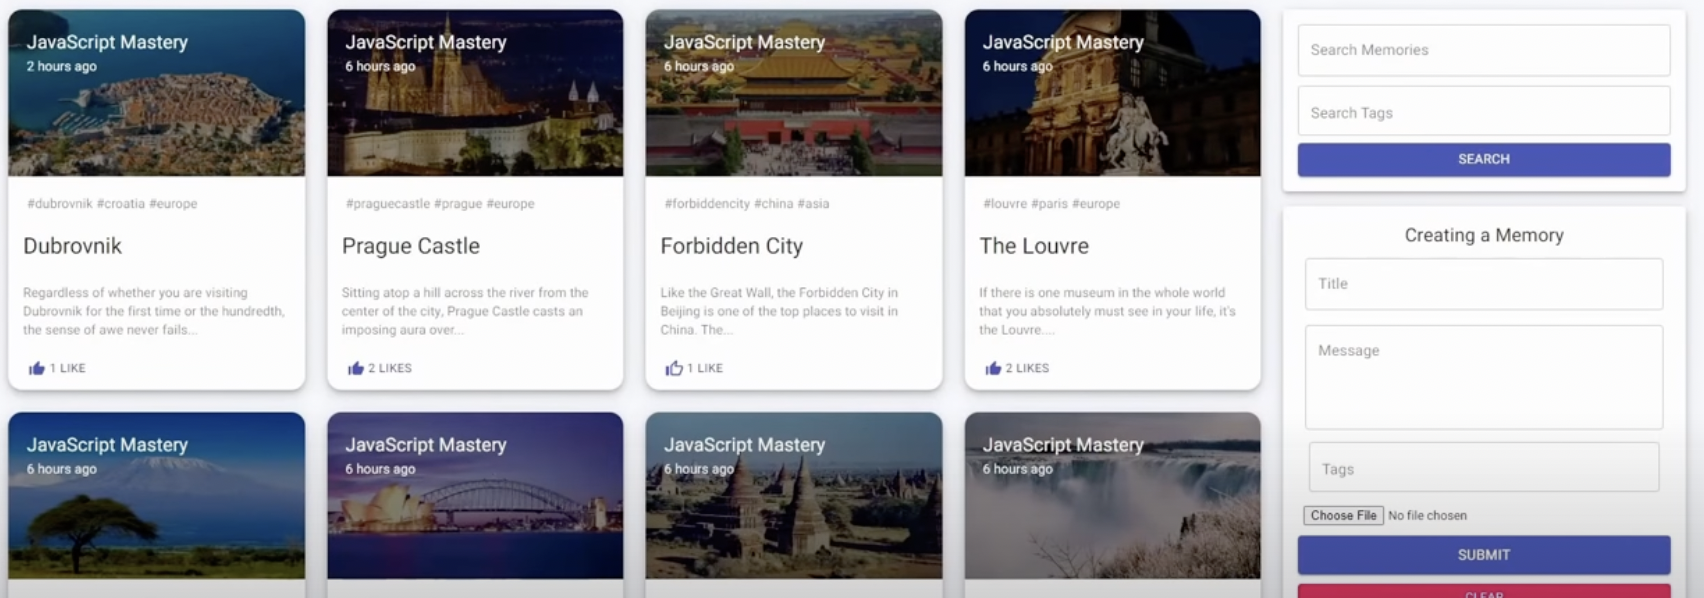 JavaScript Mastery
2 hours ago
#dubrovnik #croatia #europe
Dubrovnik
Regardless of whether you are visiting
Dubrovnik for the first time or the hundredth,
the sense of awe never fails...
1 LIKE
JavaScript Mastery
6 hours ago
#praguecastle #prague #europe
Prague Castle
Sitting atop a hill across the river from the
center of the city, Prague Castle casts an
imposing aura over...
2 LIKES
JavaScript Mastery
6 hours ago
#forbiddencity #china #asia
Forbidden City
Like the Great Wall, the Forbidden City in
Beijing is one of the top places to visit in
China. The...
1 LIKE
JavaScript Mastery
6 hours ago
#louvre #paris #europe
The Louvre
If there is one museum in the whole world
that you absolutely must see in your life, it's
the Louvre....
2 LIKES
JavaScript Mastery
6 hours ago
JavaScript Mastery
6 hours ago
JavaScript Mastery
6 hours ago
JavaScript Mastery
6 hours ago
Search Memories
Search Tags
SEARCH
Creating a Memory
Title
Message
Tags
Choose File No file chosen
SUBMIT
CLEAR